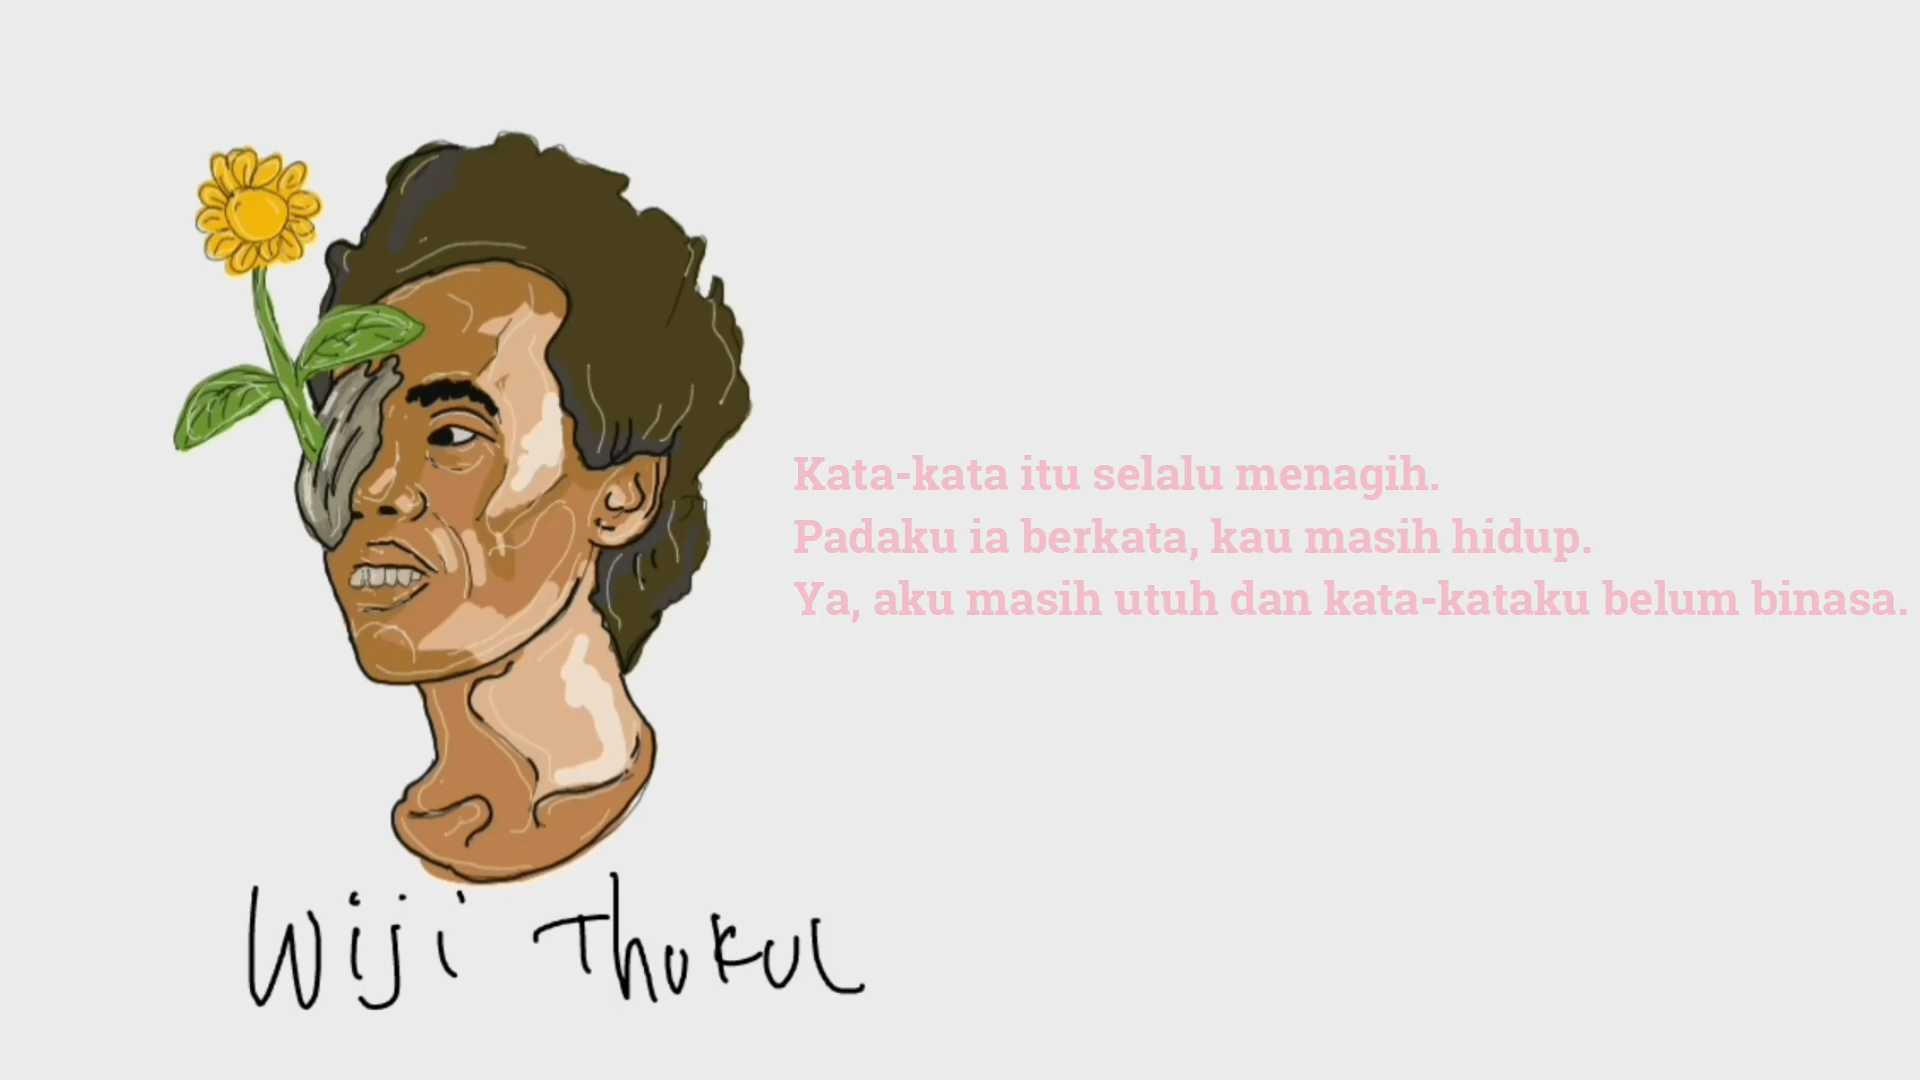 Kata-kata itu selalu menagih.
Padaku ia berkata, kau masih hidup.
Ya, aku masih utuh dan kata-kataku belum binasa.
Wiji Thukul